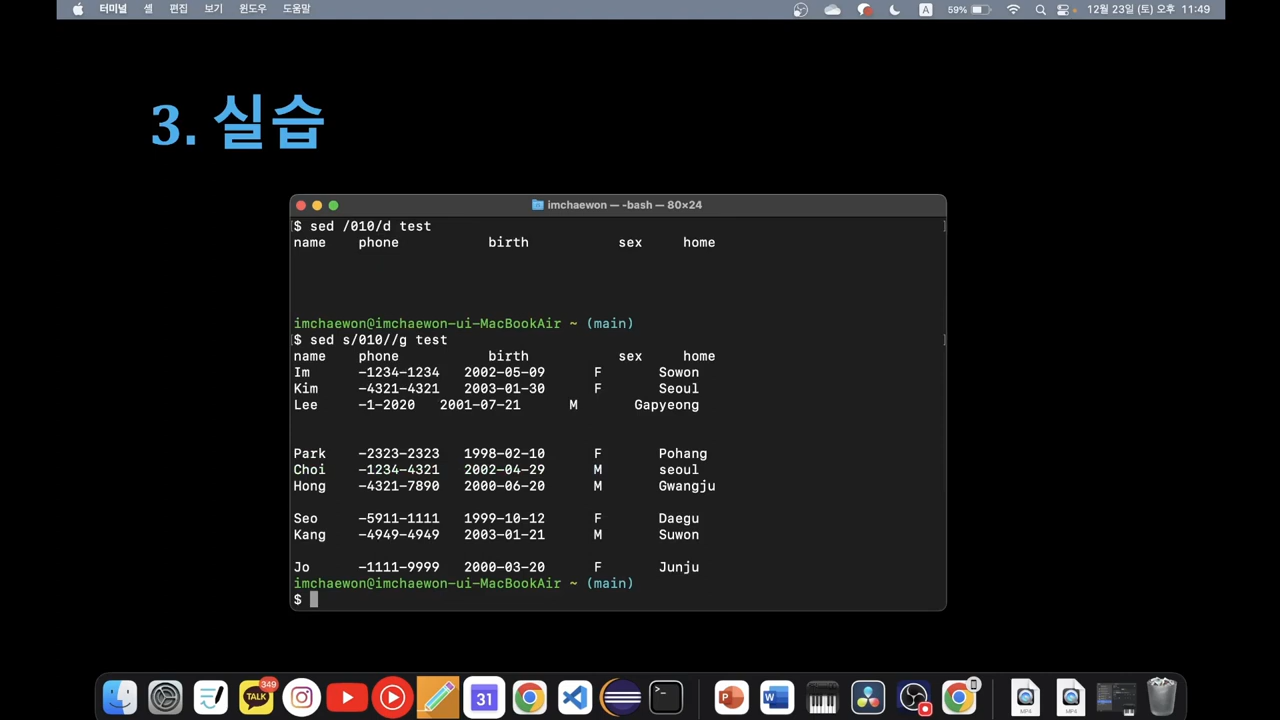 터미널 셸 편집 보기 윈도우 도움말 A 59% 12월 23일 (토) 오후 11:49
3. 실습
imchaewon — -bash — 80×24
[$ sed /010/d test ]
name phone birth sex home
imchaewon@imchaewon-ui-MacBookAir ~ (main)
[$ sed s/010//g test ]
name phone birth sex home
Im -1234-1234 2002-05-09 F Sowon
Kim -4321-4321 2003-01-30 F Seoul
Lee -1-2020 2001-07-21 M Gapyeong
Park -2323-2323 1998-02-10 F Pohang
Choi -1234-4321 2002-04-29 M seoul
Hong -4321-7890 2000-06-20 M Gwangju
Seo -5911-1111 1999-10-12 F Daegu
Kang -4949-4949 2003-01-21 M Suwon
Jo -1111-9999 2000-03-20 F Junju
imchaewon@imchaewon-ui-MacBookAir ~ (main)
$
TALK 349 31 P W MP4 MP4